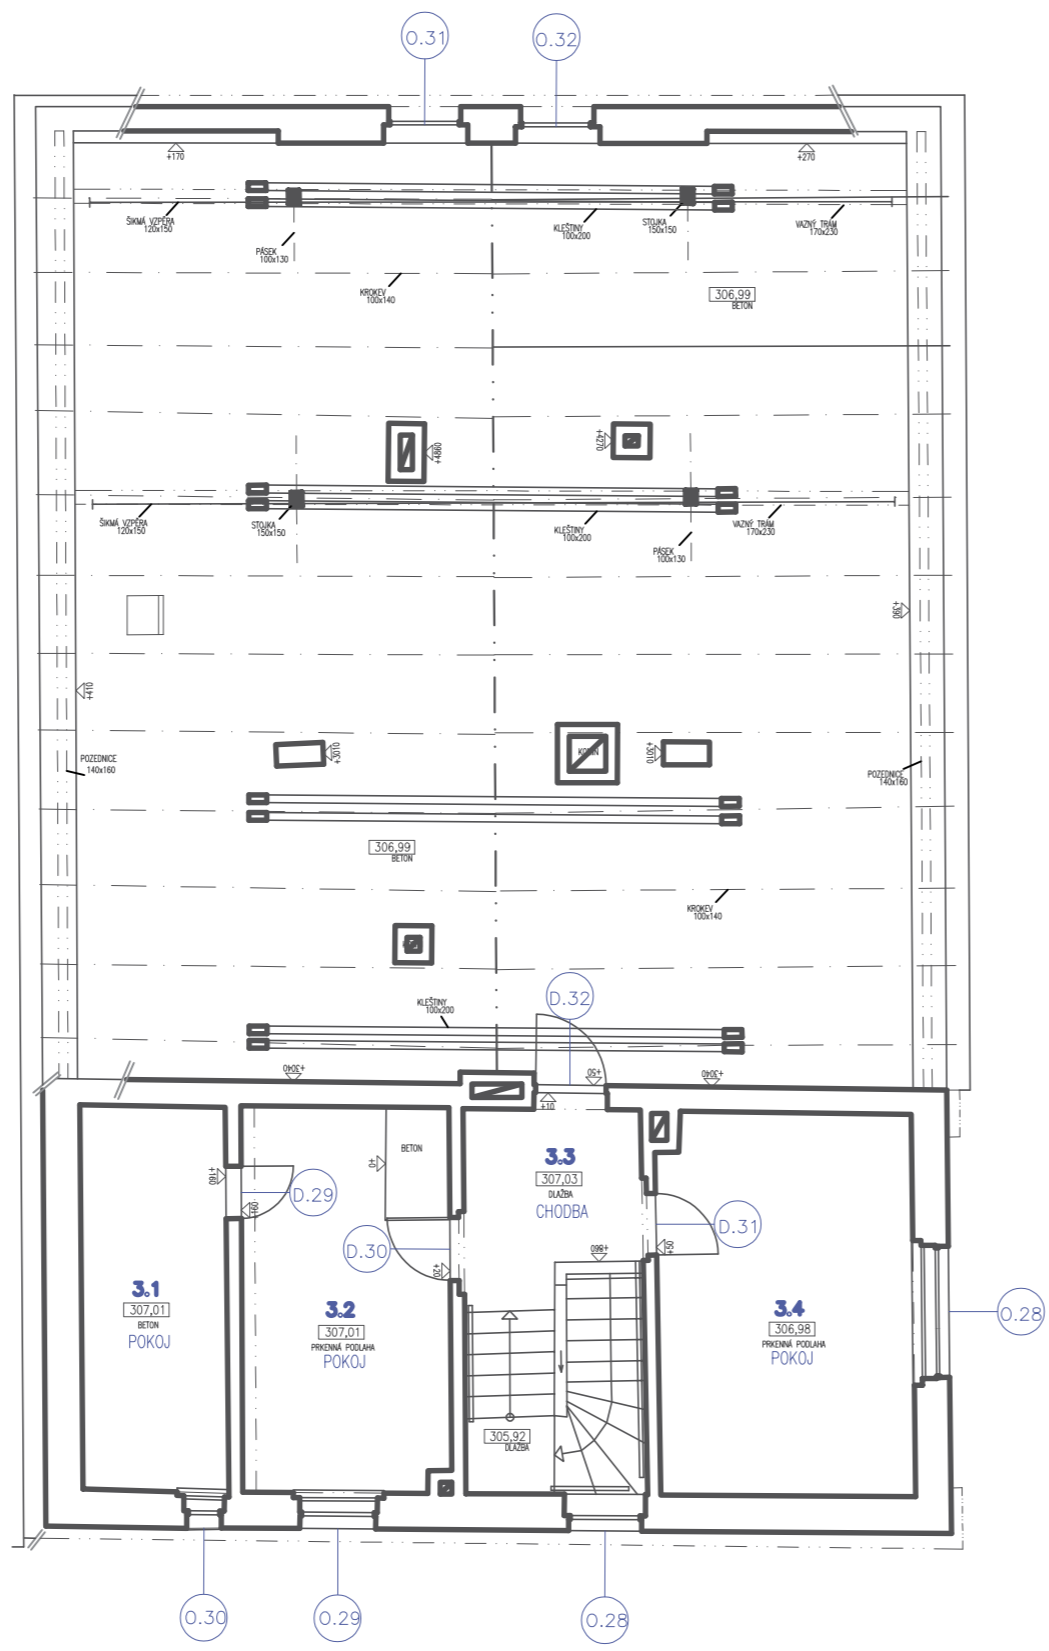 O.31
O.32
+170
+270
ŠIKMÁ VZPĚRA
120x150
PÁSEK
100x130
KLEŠTINY
100x200
STOJKA
150x150
VAZNÝ TRÁM
170x230
KROKEV
100x140
306,99
BETON
+4860
+4270
ŠIKMÁ VZPĚRA
120x150
STOJKA
150x150
KLEŠTINY
100x200
VAZNÝ TRÁM
170x230
PÁSEK
100x130
+390
+410
POZEDNICE
140x160
+3010
+3010
POZEDNICE
140x160
306,99
BETON
KROKEV
100x140
KLEŠTINY
100x200
D.32
+3040
+50
+3040
+10
BETON
+0
3.3
307,03
DLAŽBA
CHODBA
+160
+60
D.29
D.30
+20
D.31
+05
+860
3.1
307,01
BETON
POKOJ
3.2
307,01
PRKENNÁ PODLAHA
POKOJ
3.4
306,98
PRKENNÁ PODLAHA
POKOJ
O.28
305,92
DLAŽBA
O.30
O.29
O.28